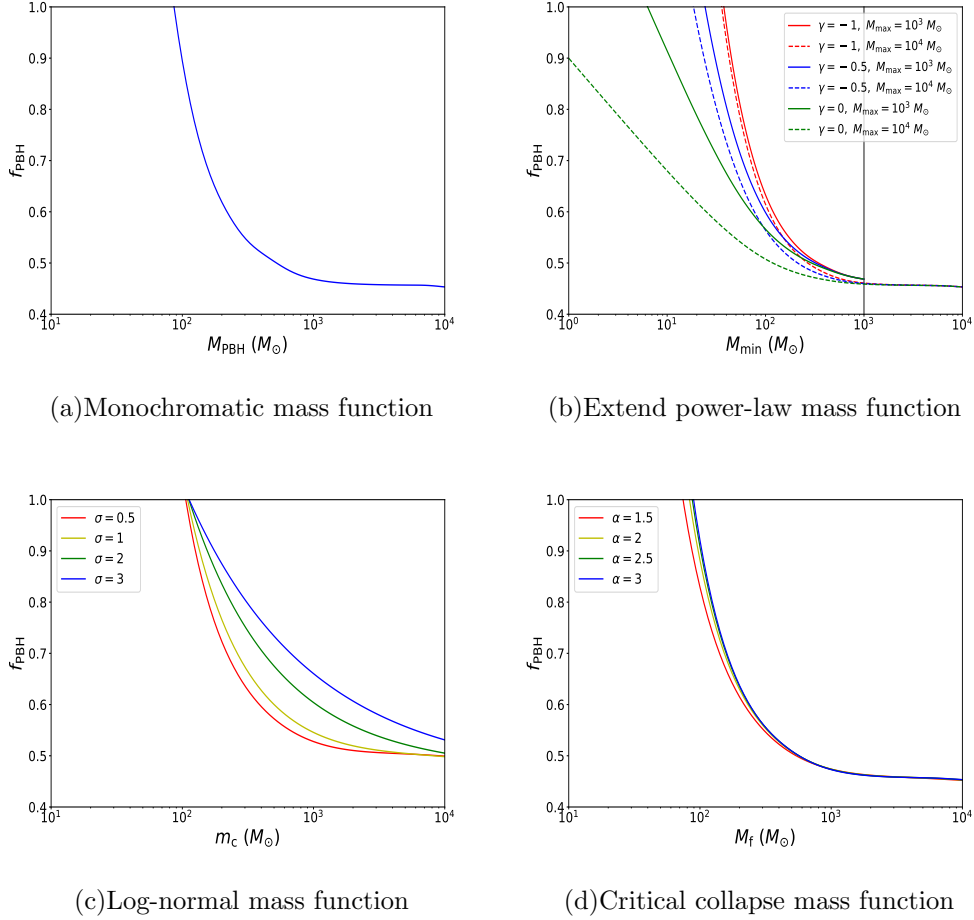 1.0
0.9
0.8
0.7
0.6
0.5
0.4
f_PBH
10^1 10^2 10^3 10^4
M_PBH (M_⊙)
(a)Monochromatic mass function
1.0
0.9
0.8
0.7
0.6
0.5
0.4
f_PBH
γ = −1, M_max = 10^3 M_⊙
γ = −1, M_max = 10^4 M_⊙
γ = −0.5, M_max = 10^3 M_⊙
γ = −0.5, M_max = 10^4 M_⊙
γ = 0, M_max = 10^3 M_⊙
γ = 0, M_max = 10^4 M_⊙
10^0 10^1 10^2 10^3 10^4
M_min (M_⊙)
(b)Extend power-law mass function
1.0
0.9
0.8
0.7
0.6
0.5
0.4
f_PBH
σ = 0.5
σ = 1
σ = 2
σ = 3
10^1 10^2 10^3 10^4
m_c (M_⊙)
(c)Log-normal mass function
1.0
0.9
0.8
0.7
0.6
0.5
0.4
f_PBH
α = 1.5
α = 2
α = 2.5
α = 3
10^1 10^2 10^3 10^4
M_f (M_⊙)
(d)Critical collapse mass function